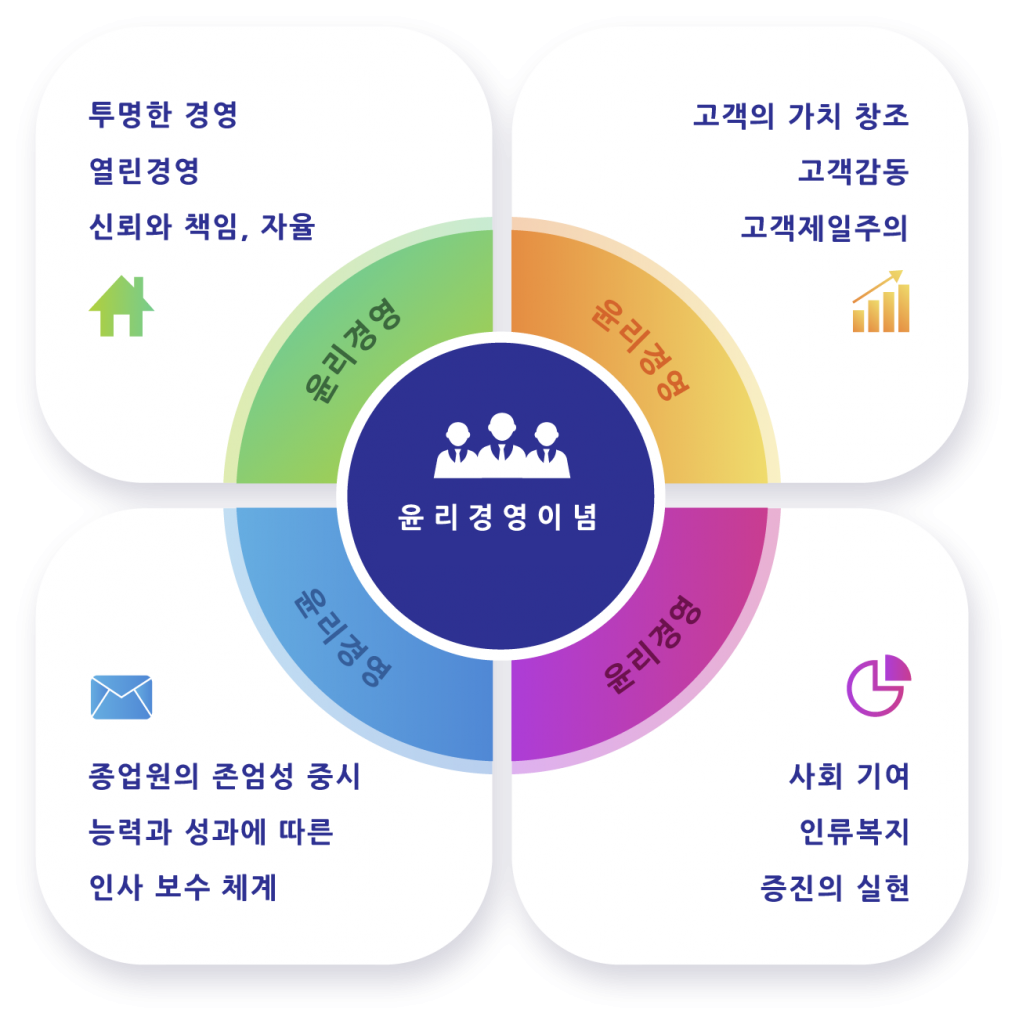 투명한 경영
열린경영
신뢰와 책임, 자율
고객의 가치 창조
고객감동
고객제일주의
윤리경영
윤리경영
윤리경영이념
윤리경영
윤리경영
종업원의 존엄성 중시
능력과 성과에 따른
인사 보수 체계
사회 기여
인류복지
증진의 실현